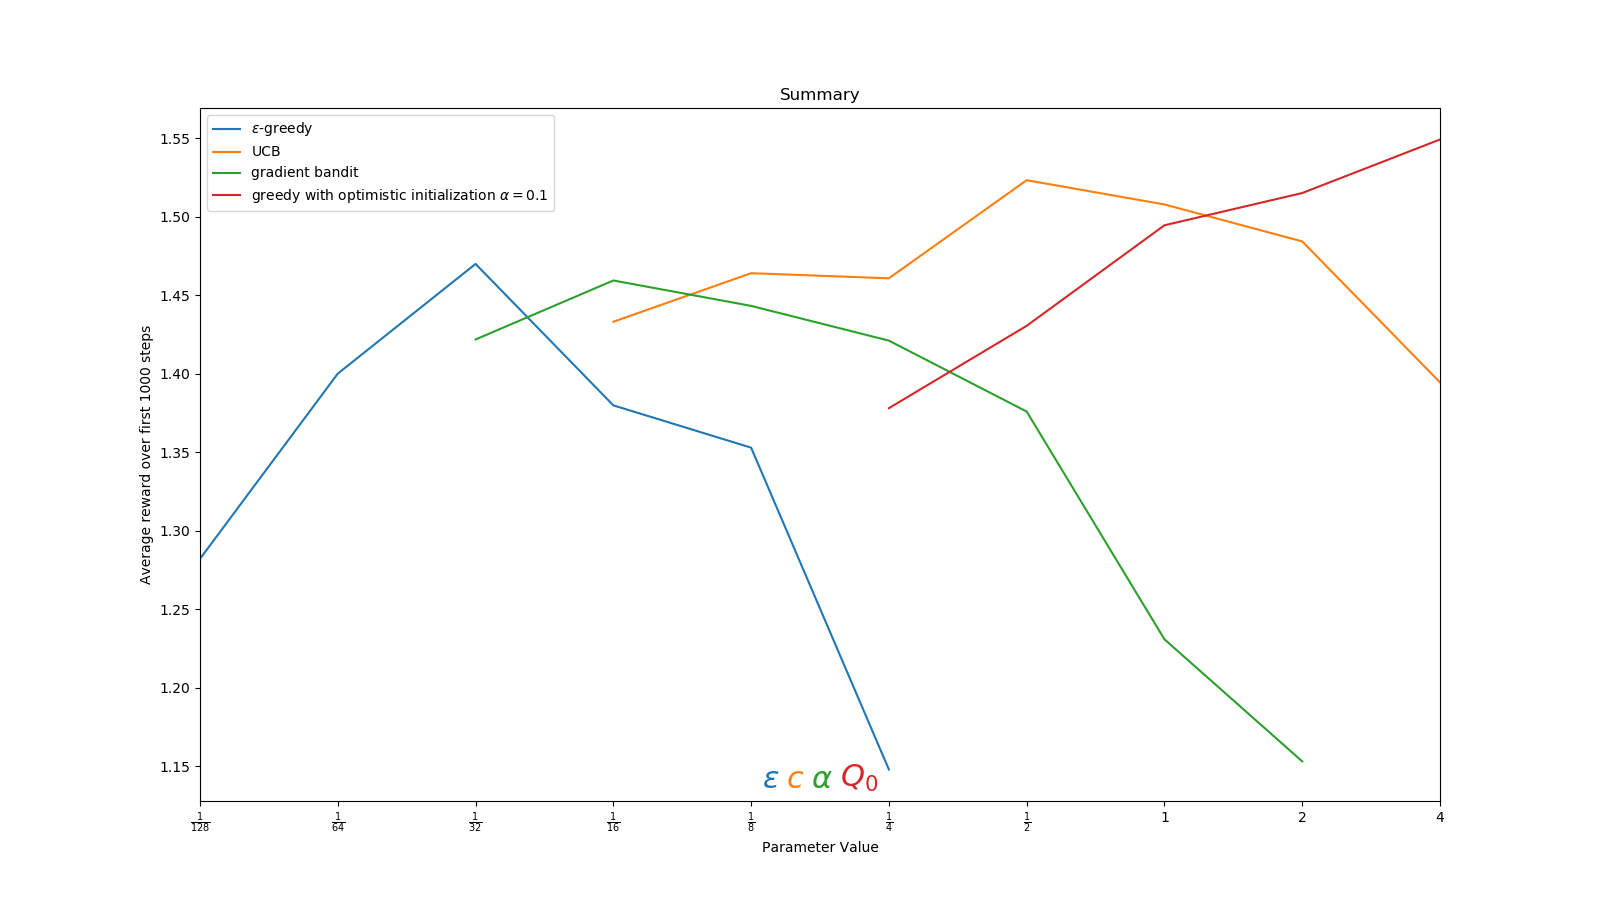 Summary
ε-greedy
UCB
gradient bandit
greedy with optimistic initialization α = 0.1
1.55
1.50
1.45
1.40
1.35
1.30
1.25
1.20
1.15
Average reward over first 1000 steps
ε c α Q₀
1/128 1/64 1/32 1/16 1/8 1/4 1/2 1 2 4
Parameter Value